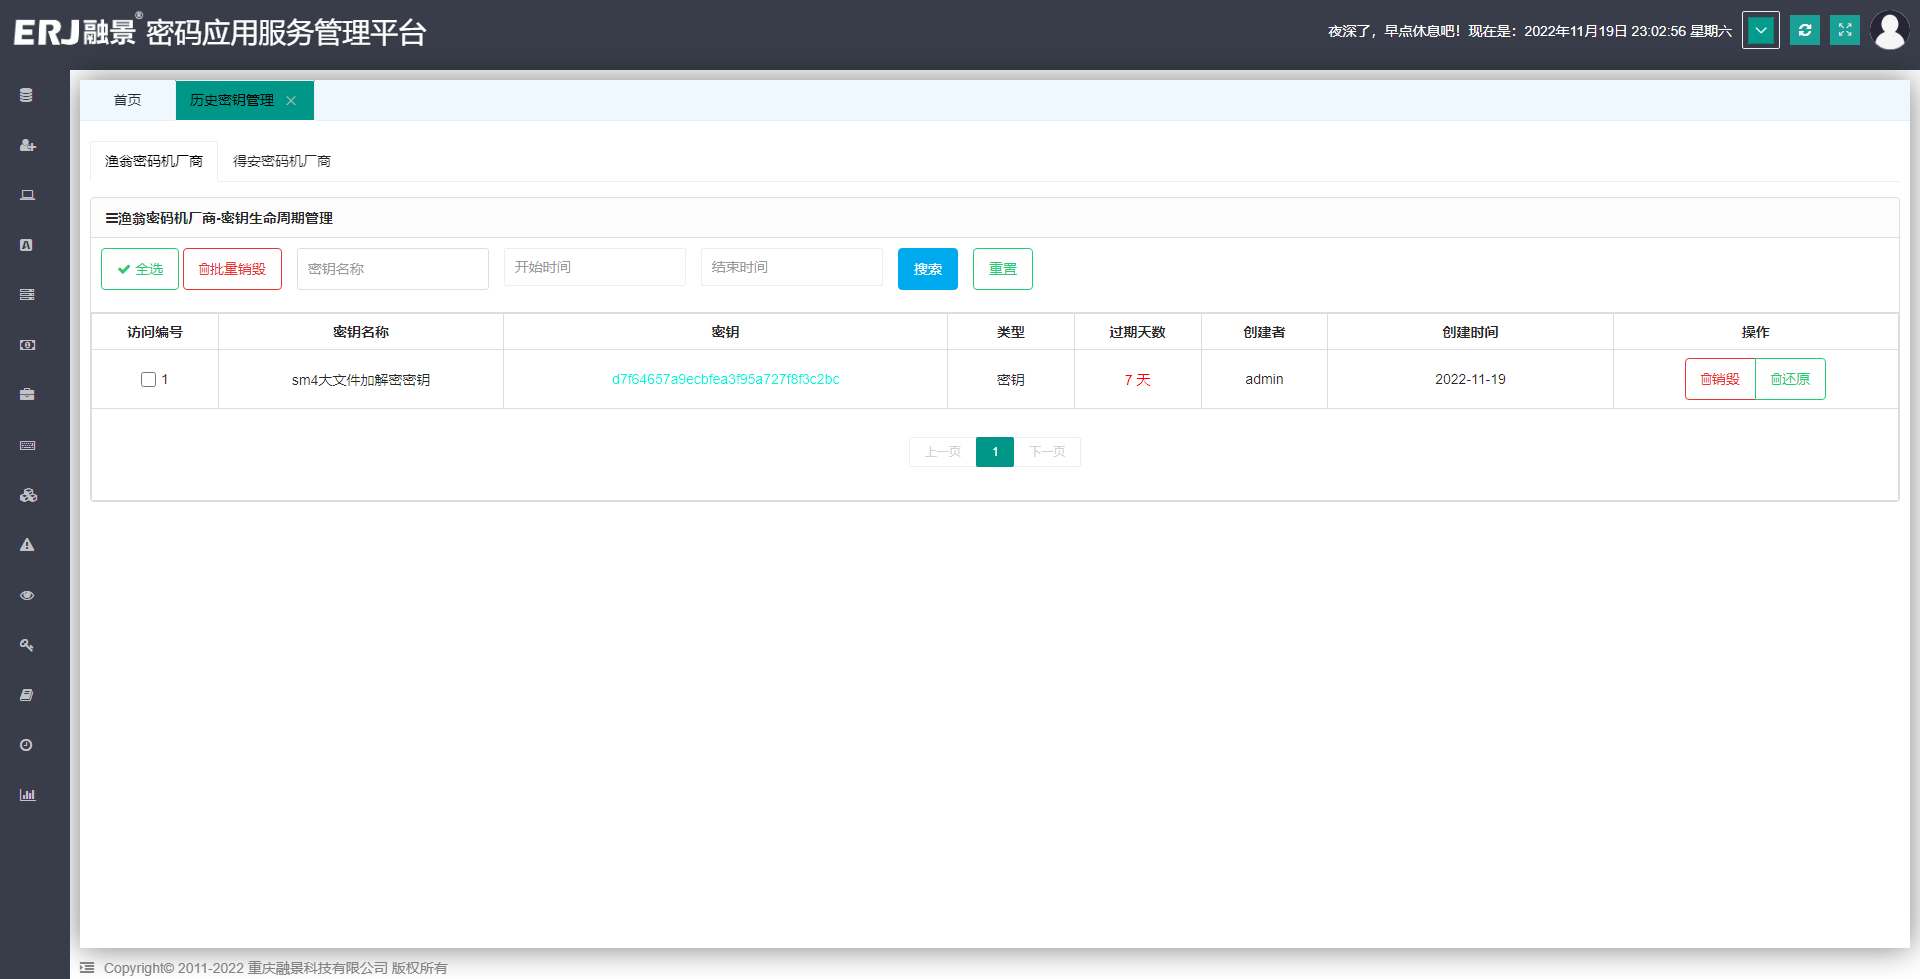 ERJ融景® 密码应用服务管理平台
夜深了，早点休息吧！现在是：2022年11月19日 23:02:56 星期六
首页 历史密钥管理
渔翁密码机厂商 得安密码机厂商
渔翁密码机厂商-密钥生命周期管理
全选 批量销毁 密钥名称 开始时间 结束时间 搜索 重置
访问编号 密钥名称 密钥 类型 过期天数 创建者 创建时间 操作
1 sm4大文件加解密密钥 d7f64657a9ecbfea3f95a727f8f3c2bc 密钥 7 天 admin 2022-11-19 销毁 还原
上一页 1 下一页
Copyright© 2011-2022 重庆融景科技有限公司 版权所有